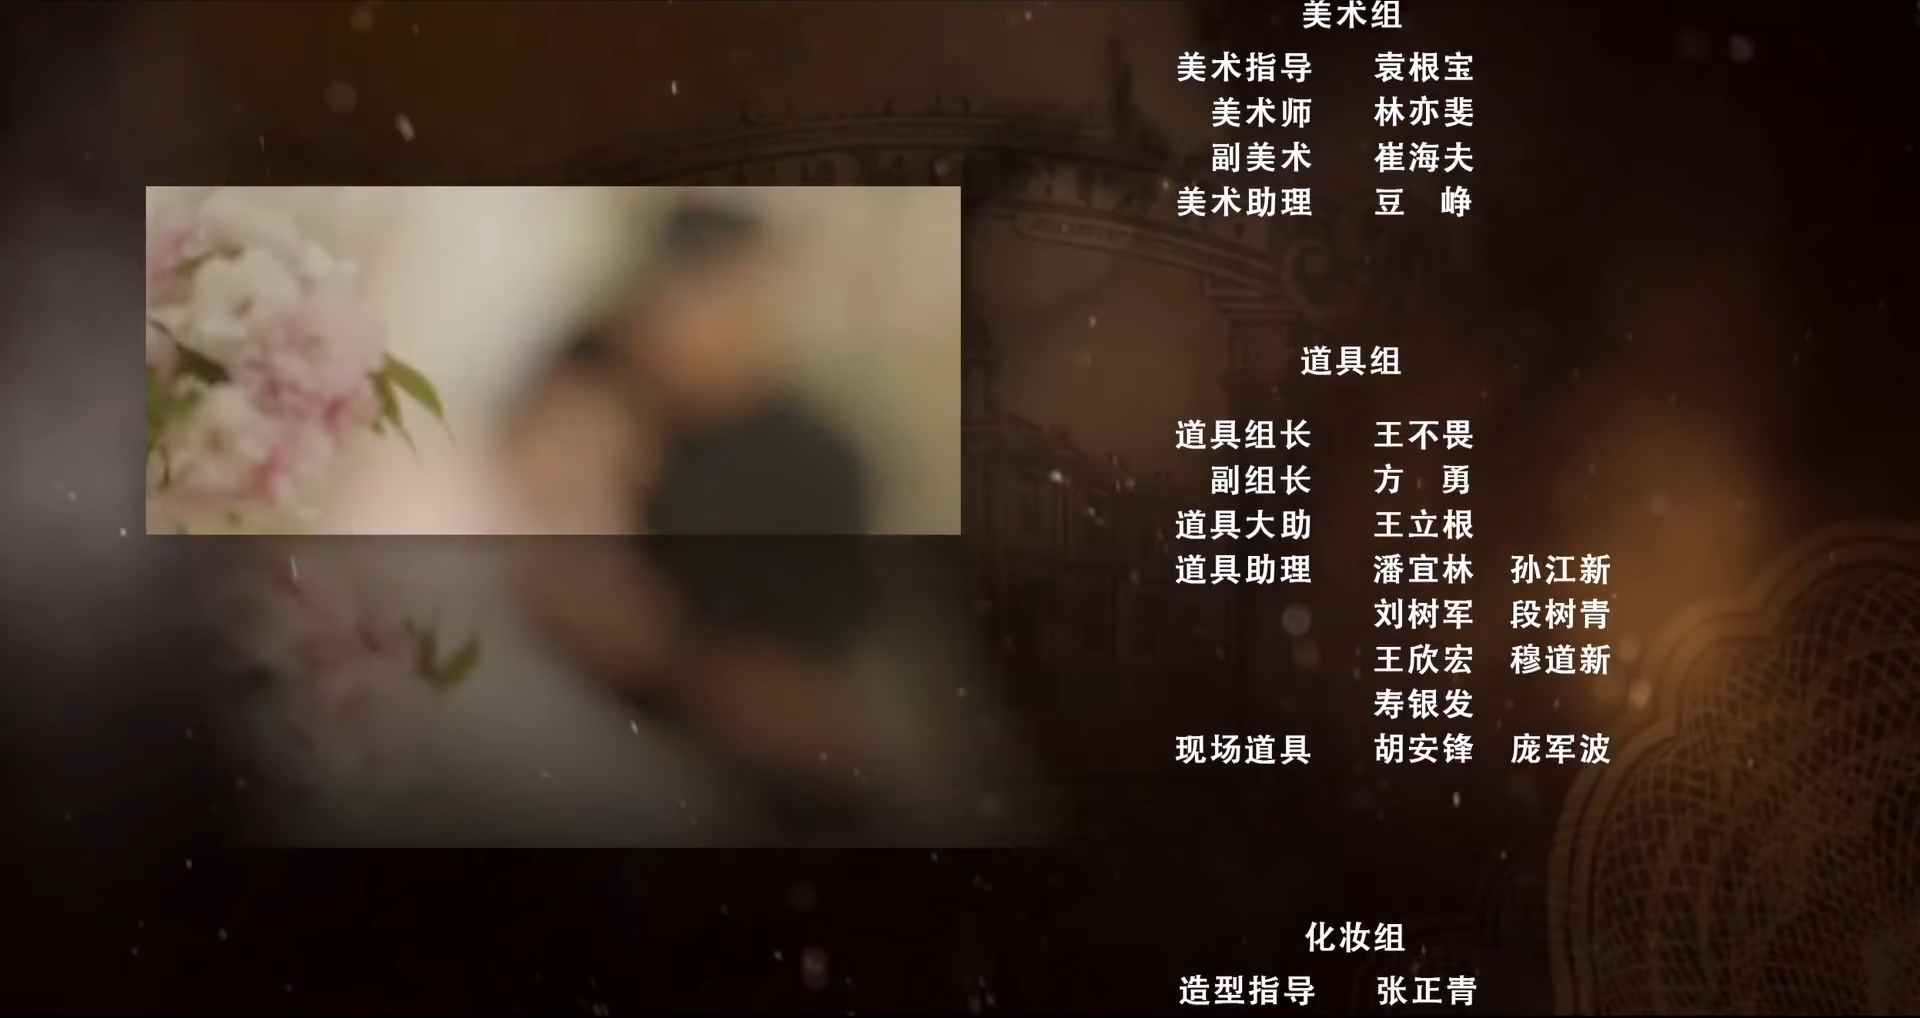 美术组
美术指导 袁根宝
美术师 林亦斐
副美术 崔海夫
美术助理 豆 峥
道具组
道具组长 王不畏
副组长 方 勇
道具大助 王立根
道具助理 潘宜林 孙江新
刘树军 段树青
王欣宏 穆道新
寿银发
现场道具 胡安锋 庞军波
化妆组
造型指导 张正青